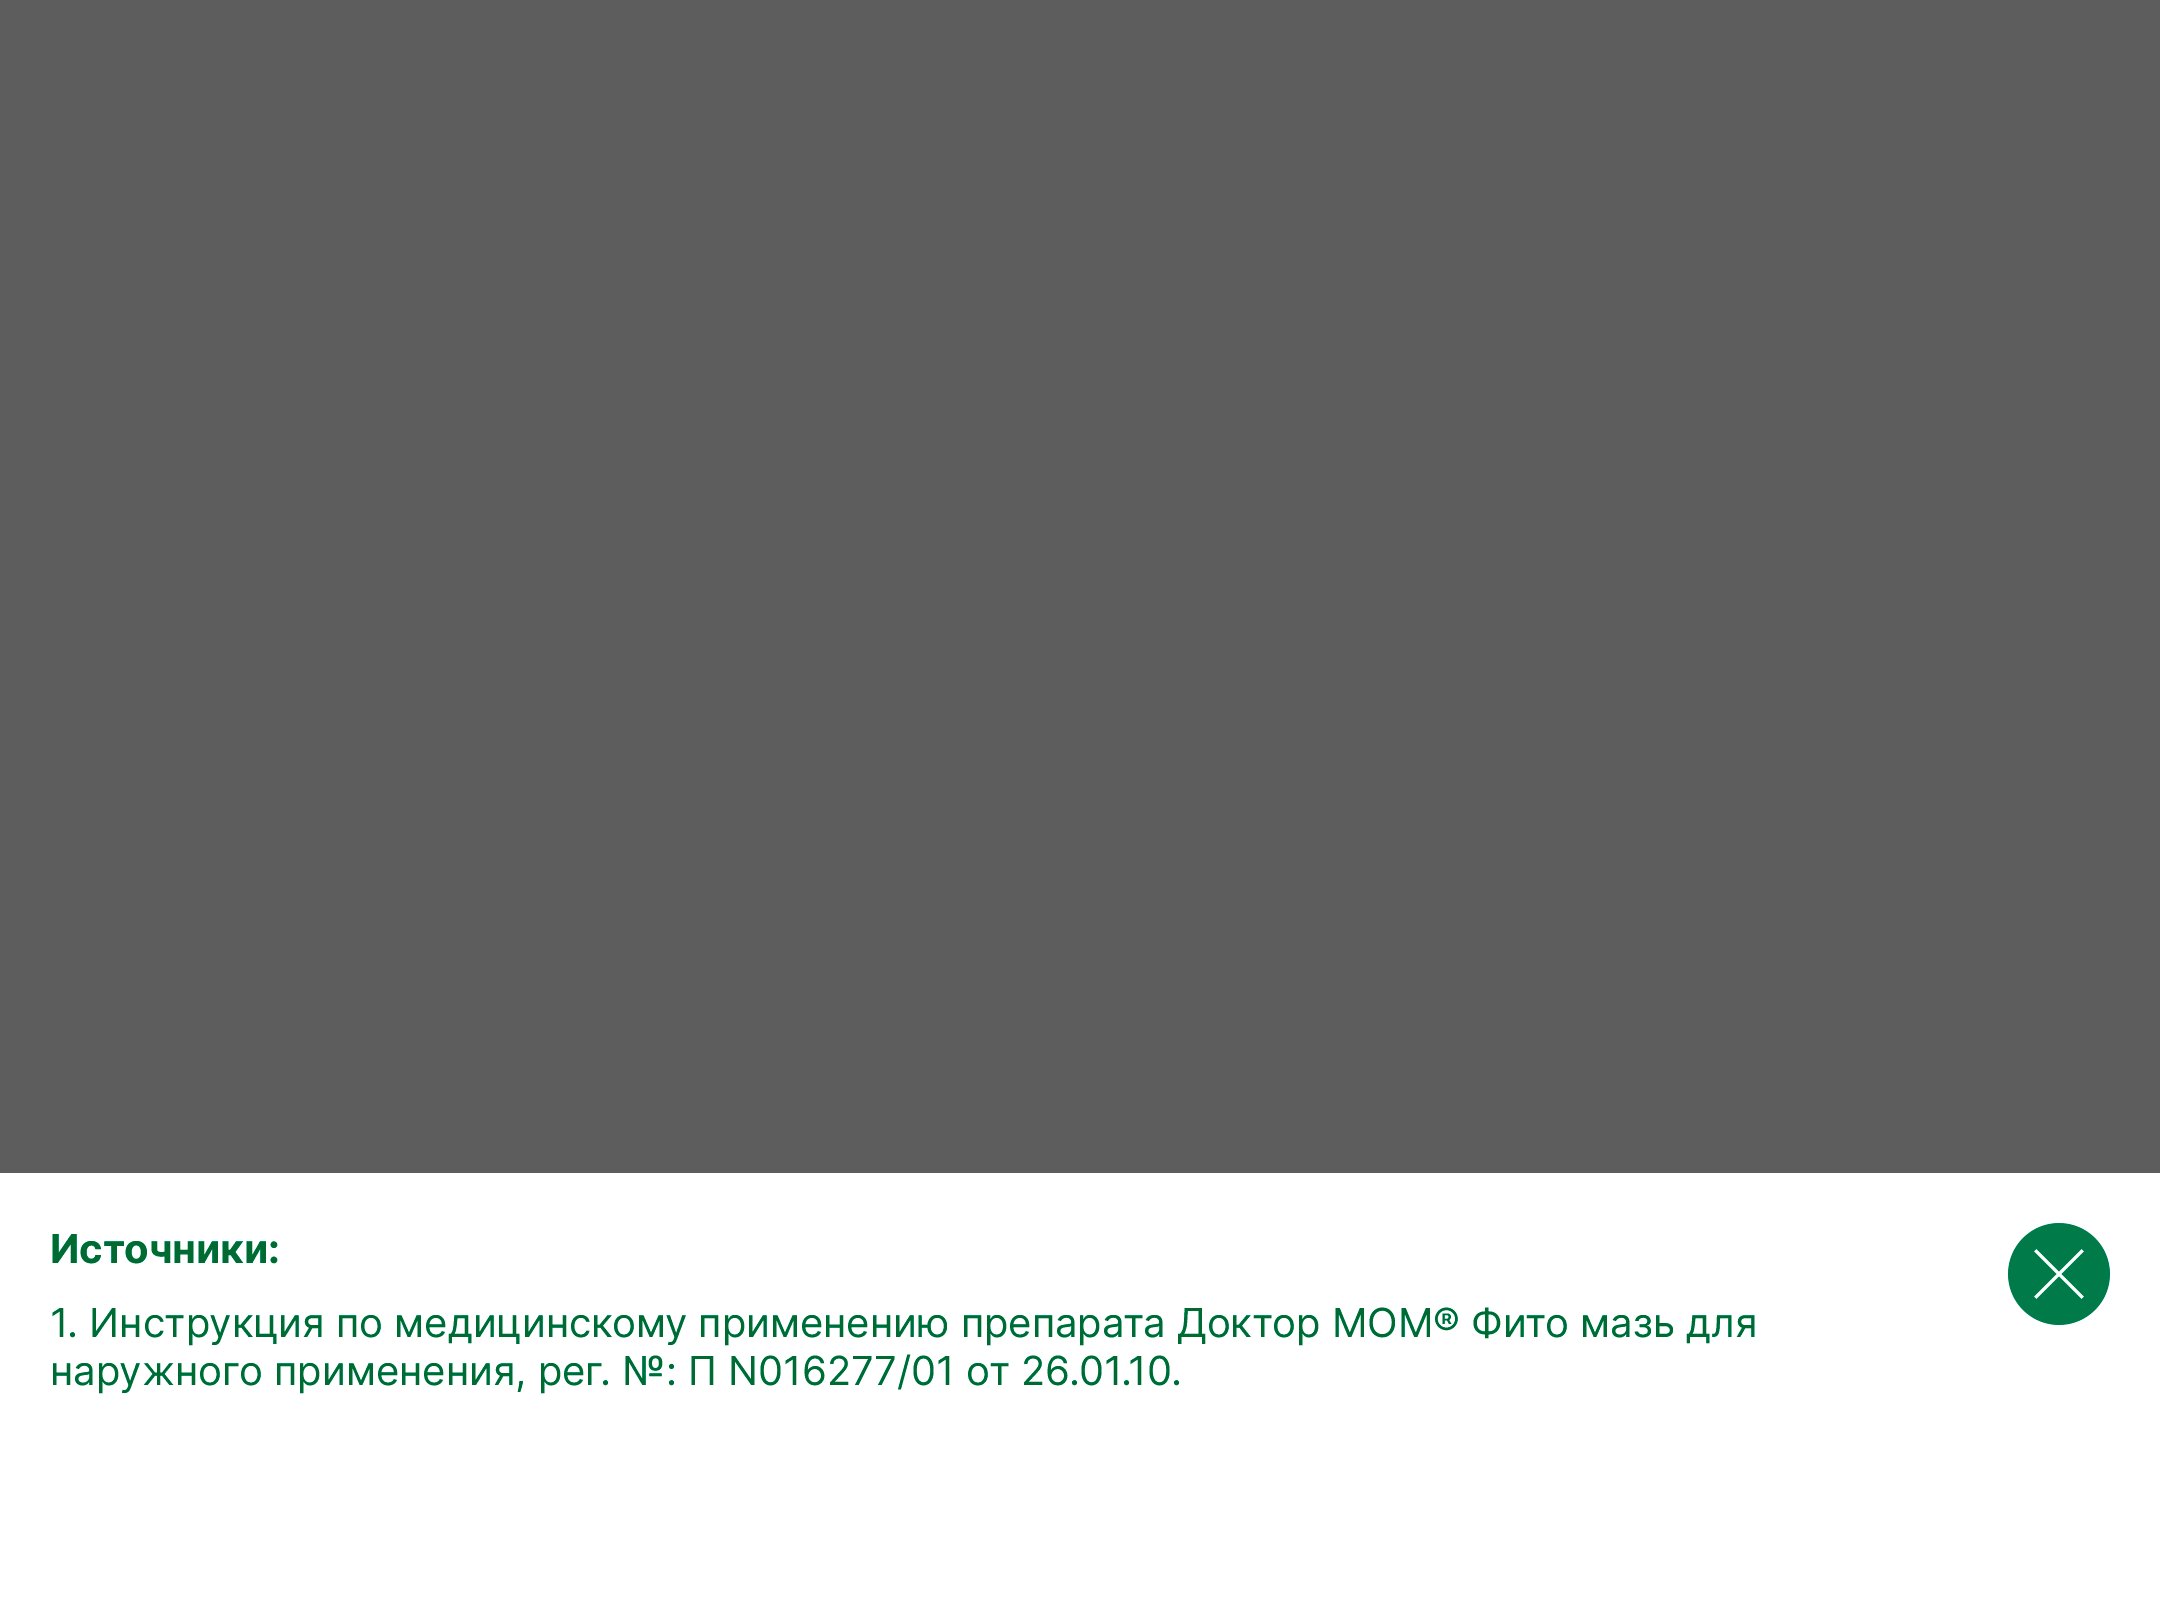 Источники:
1. Инструкция по медицинскому применению препарата Доктор МОМ® Фито мазь для
наружного применения, рег. №: П N016277/01 от 26.01.10.